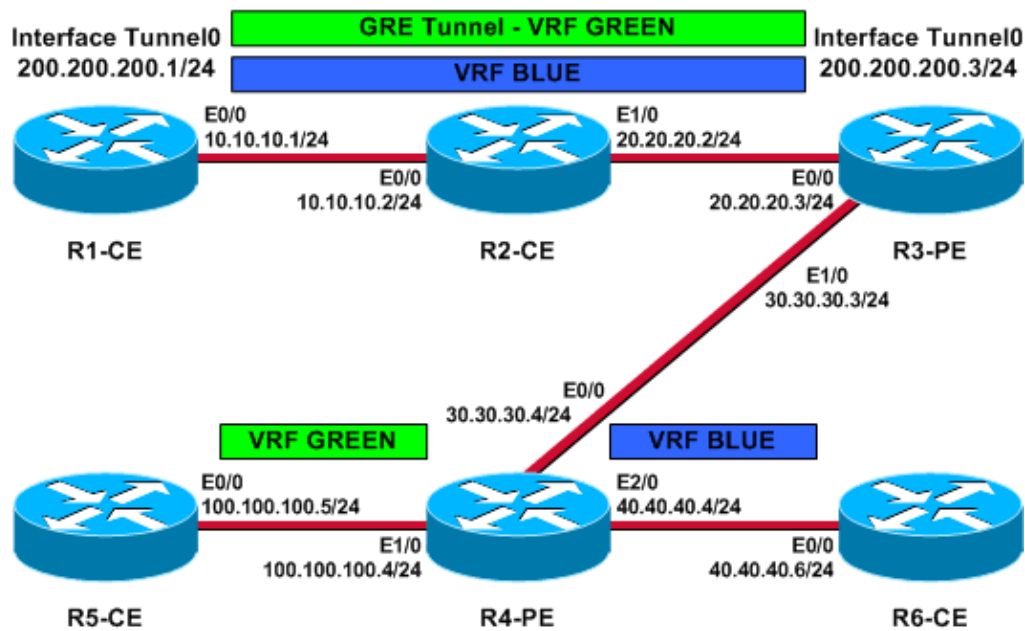 GRE Tunnel - VRF GREEN
Interface Tunnel0
200.200.200.1/24
Interface Tunnel0
200.200.200.3/24
VRF BLUE
E0/0
10.10.10.1/24
E1/0
20.20.20.2/24
E0/0
10.10.10.2/24
E0/0
20.20.20.3/24
R1-CE
R2-CE
R3-PE
E1/0
30.30.30.3/24
E0/0
30.30.30.4/24
VRF GREEN
VRF BLUE
E0/0
100.100.100.5/24
E2/0
40.40.40.4/24
E1/0
100.100.100.4/24
E0/0
40.40.40.6/24
R5-CE
R4-PE
R6-CE